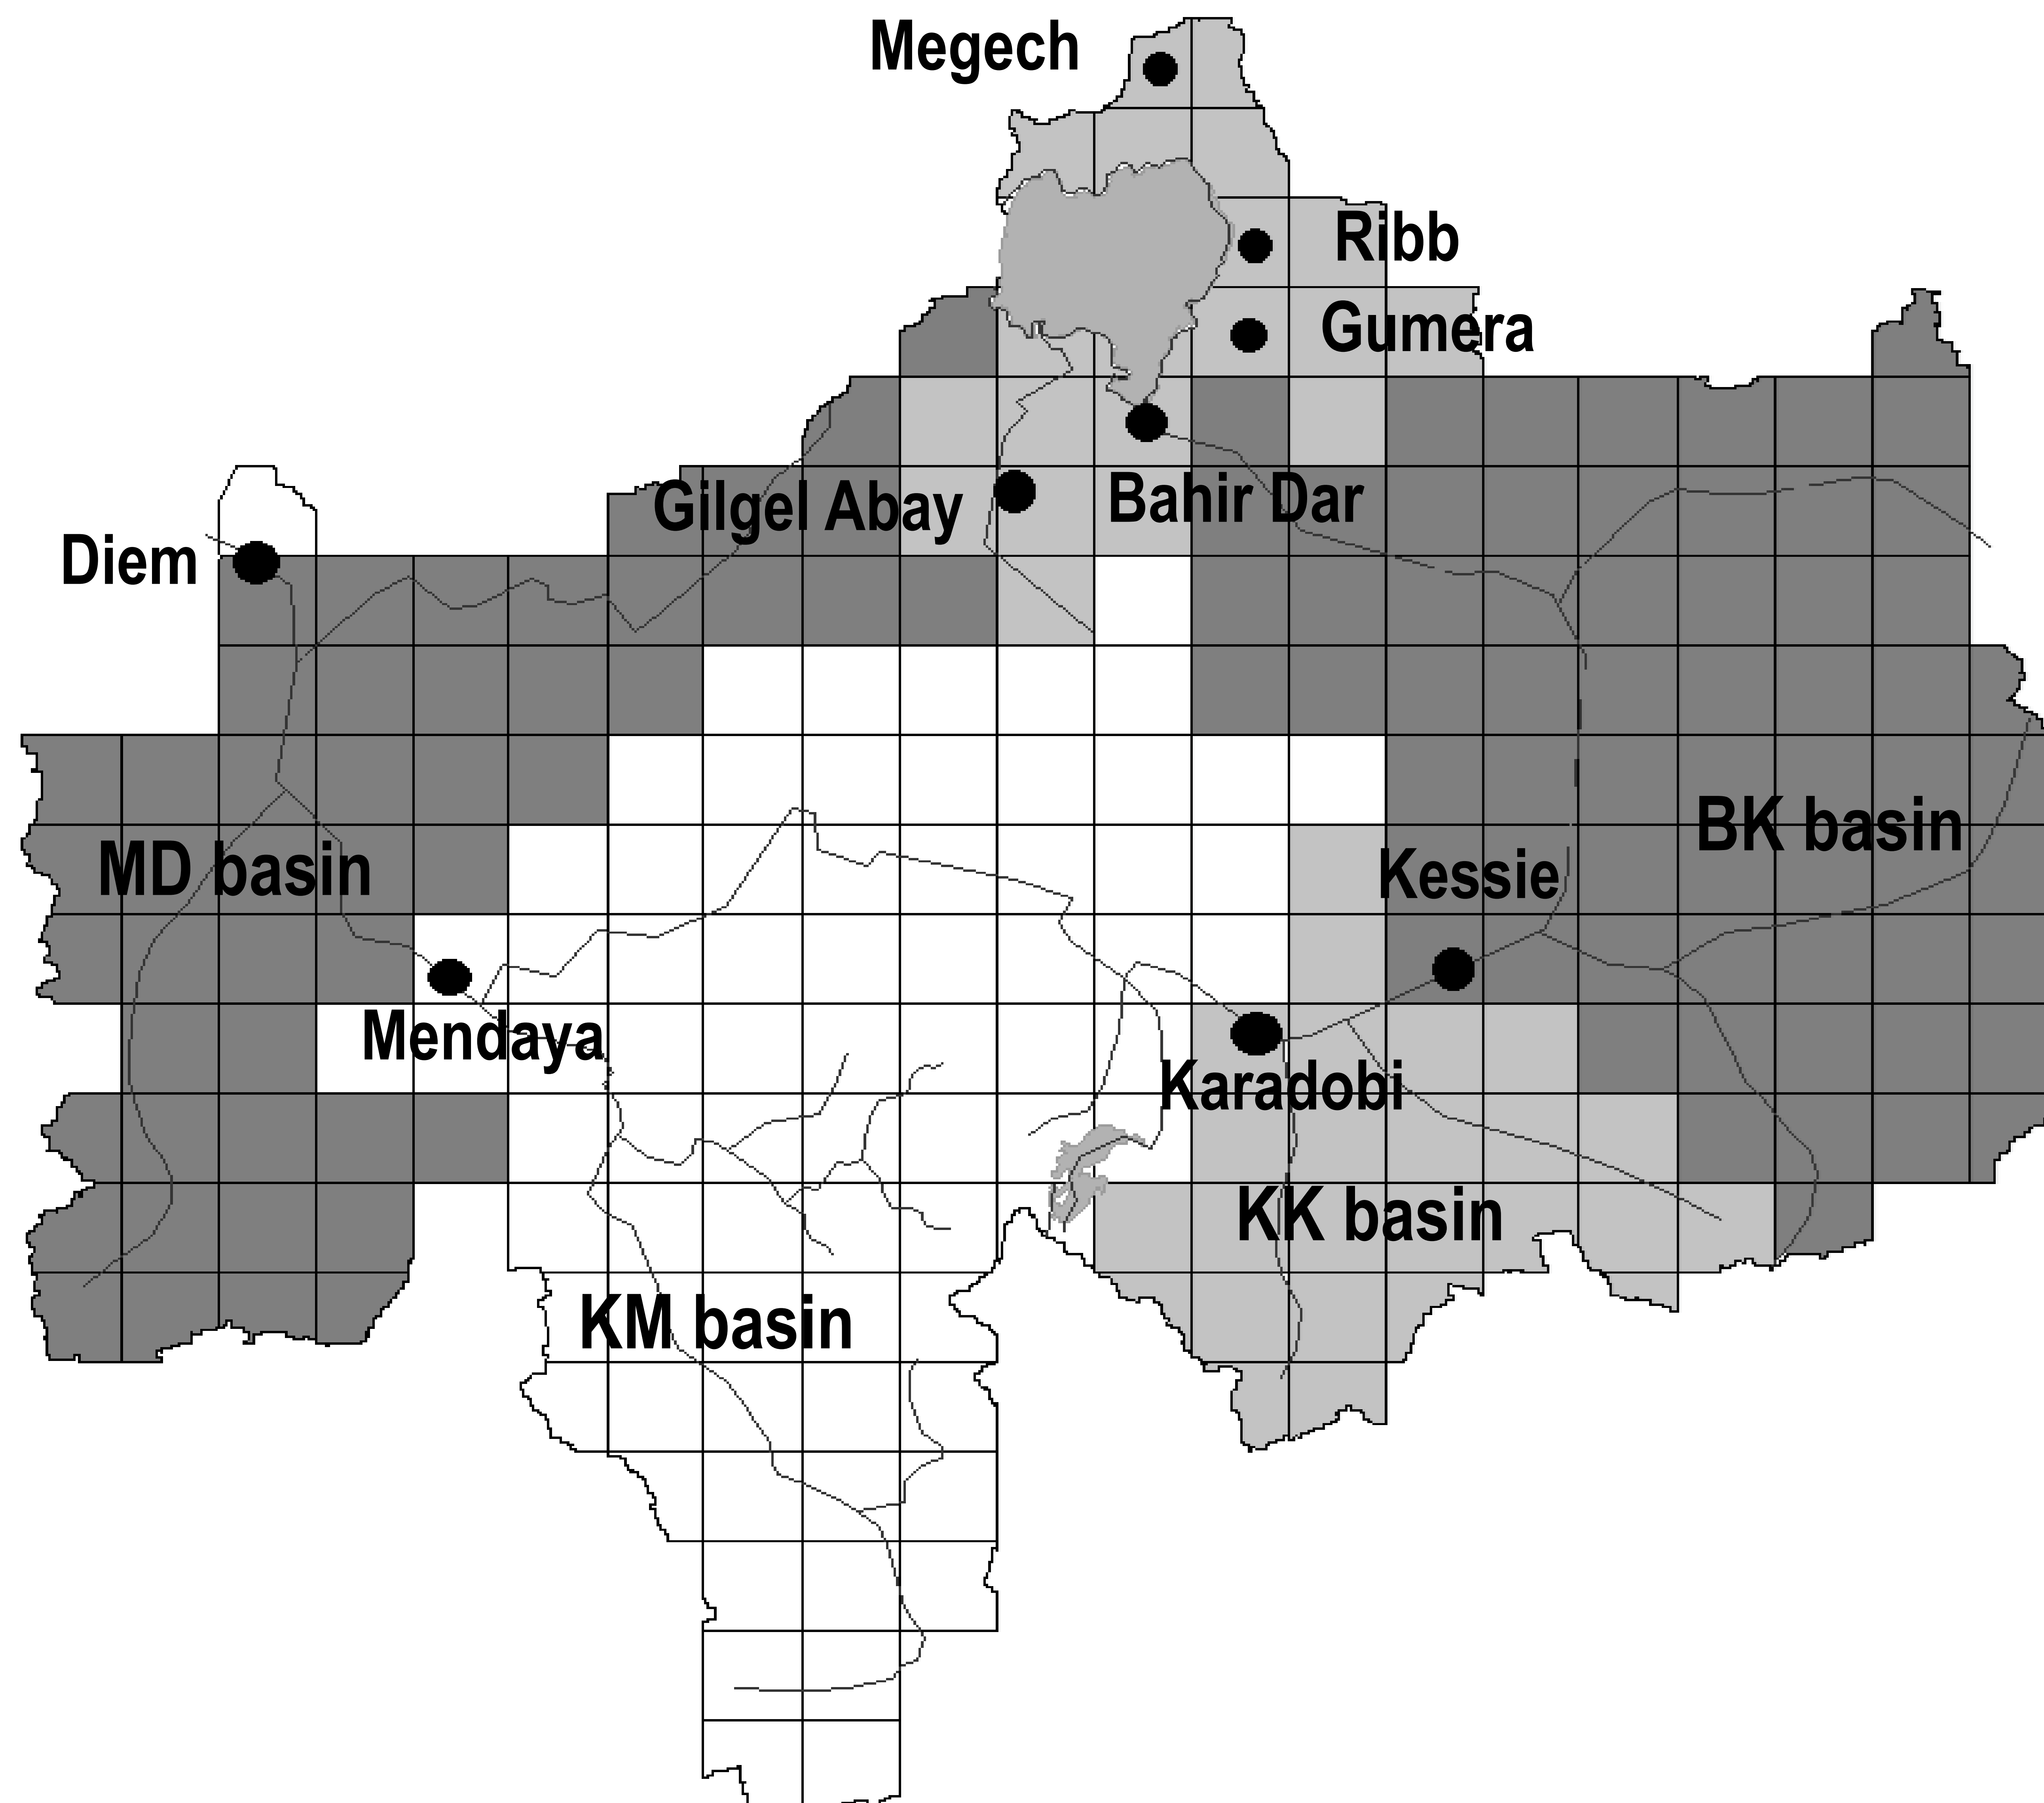 Megech
Ribb
Gumera
Gilgel Abay
Bahir Dar
Diem
BK basin
MD basin
Kessie
Mendaya
Karadobi
KK basin
KM basin